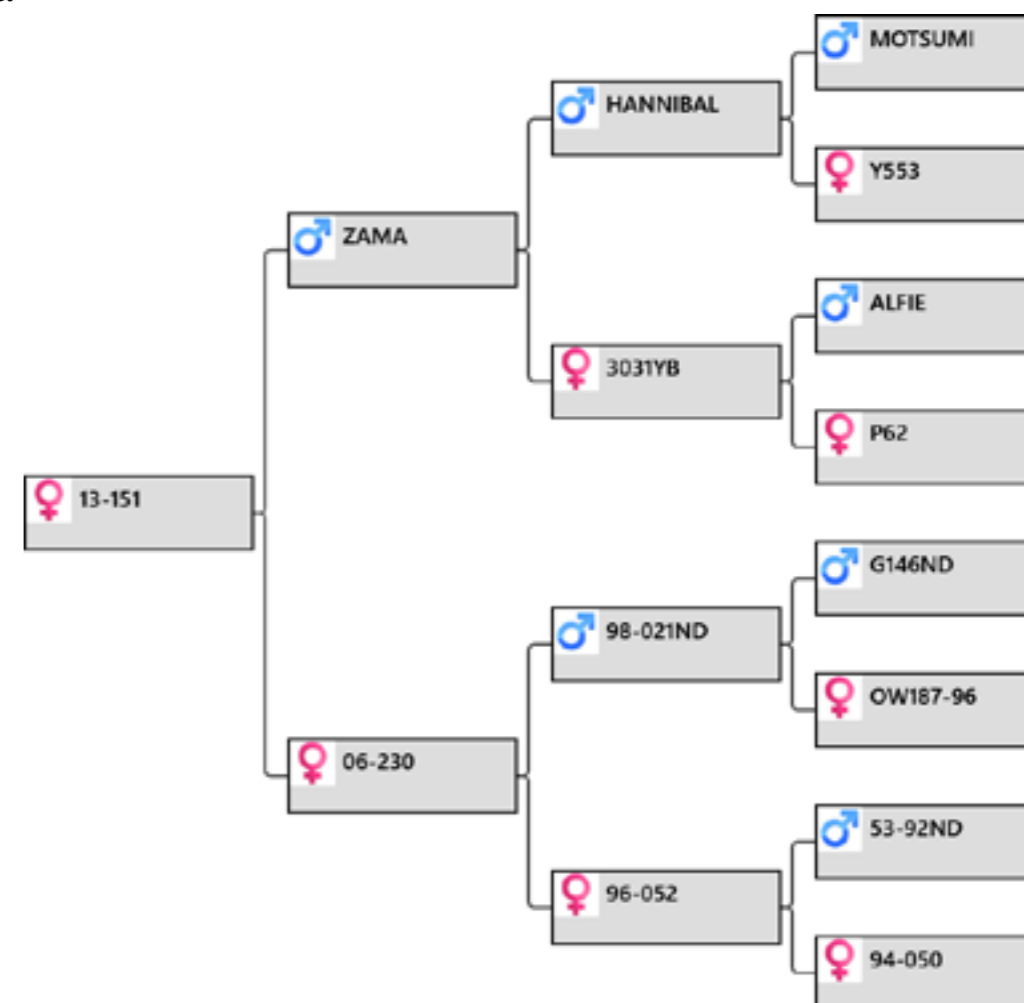 MOTSUMI
HANNIBAL
Y553
ZAMA
ALFIE
3031YB
P62
13-151
G146ND
98-021ND
OW187-96
06-230
53-92ND
96-052
94-050